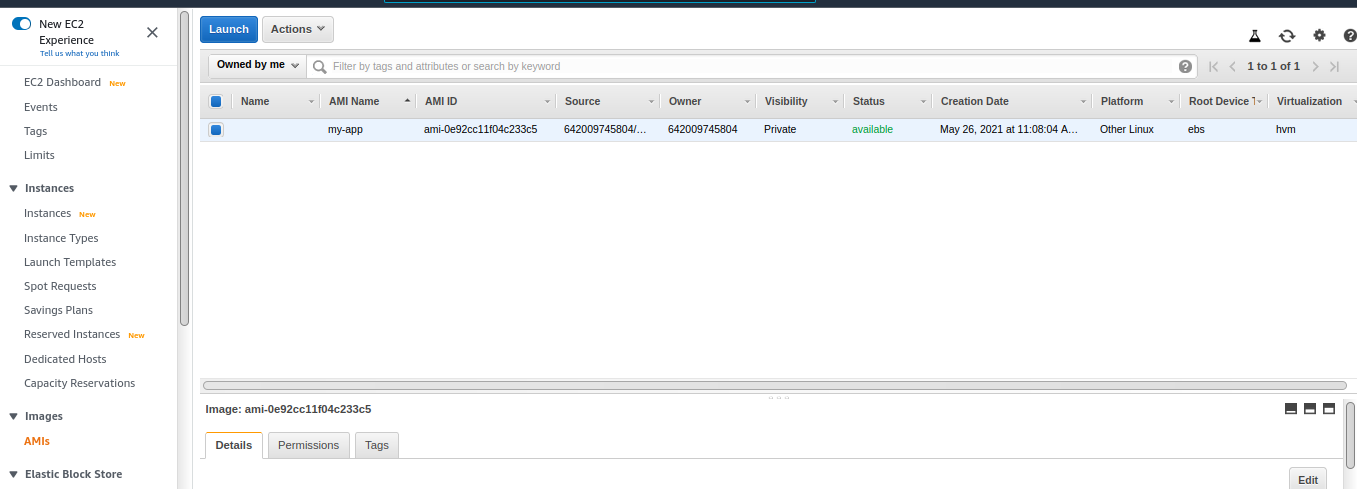 New EC2
Experience
Tell us what you think
EC2 Dashboard New
Events
Tags
Limits
Instances
Instances New
Instance Types
Launch Templates
Spot Requests
Savings Plans
Reserved Instances New
Dedicated Hosts
Capacity Reservations
Images
AMIs
Elastic Block Store
Launch Actions
Owned by me Filter by tags and attributes or search by keyword 1 to 1 of 1
Name AMI Name AMI ID Source Owner Visibility Status Creation Date Platform Root Device Virtualization
my-app ami-0e92cc11f04c233c5 642009745804/... 642009745804 Private available May 26, 2021 at 11:08:04 A... Other Linux ebs hvm
Image: ami-0e92cc11f04c233c5
Details Permissions Tags
Edit